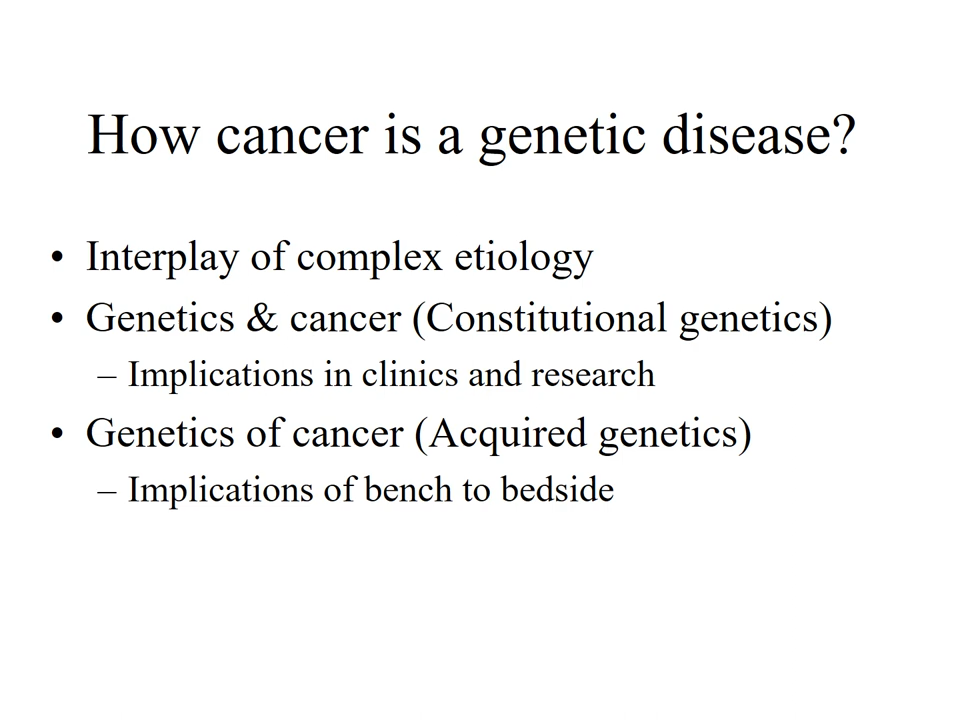 How cancer is a genetic disease?
• Interplay of complex etiology
• Genetics & cancer (Constitutional genetics)
– Implications in clinics and research
• Genetics of cancer (Acquired genetics)
– Implications of bench to bedside